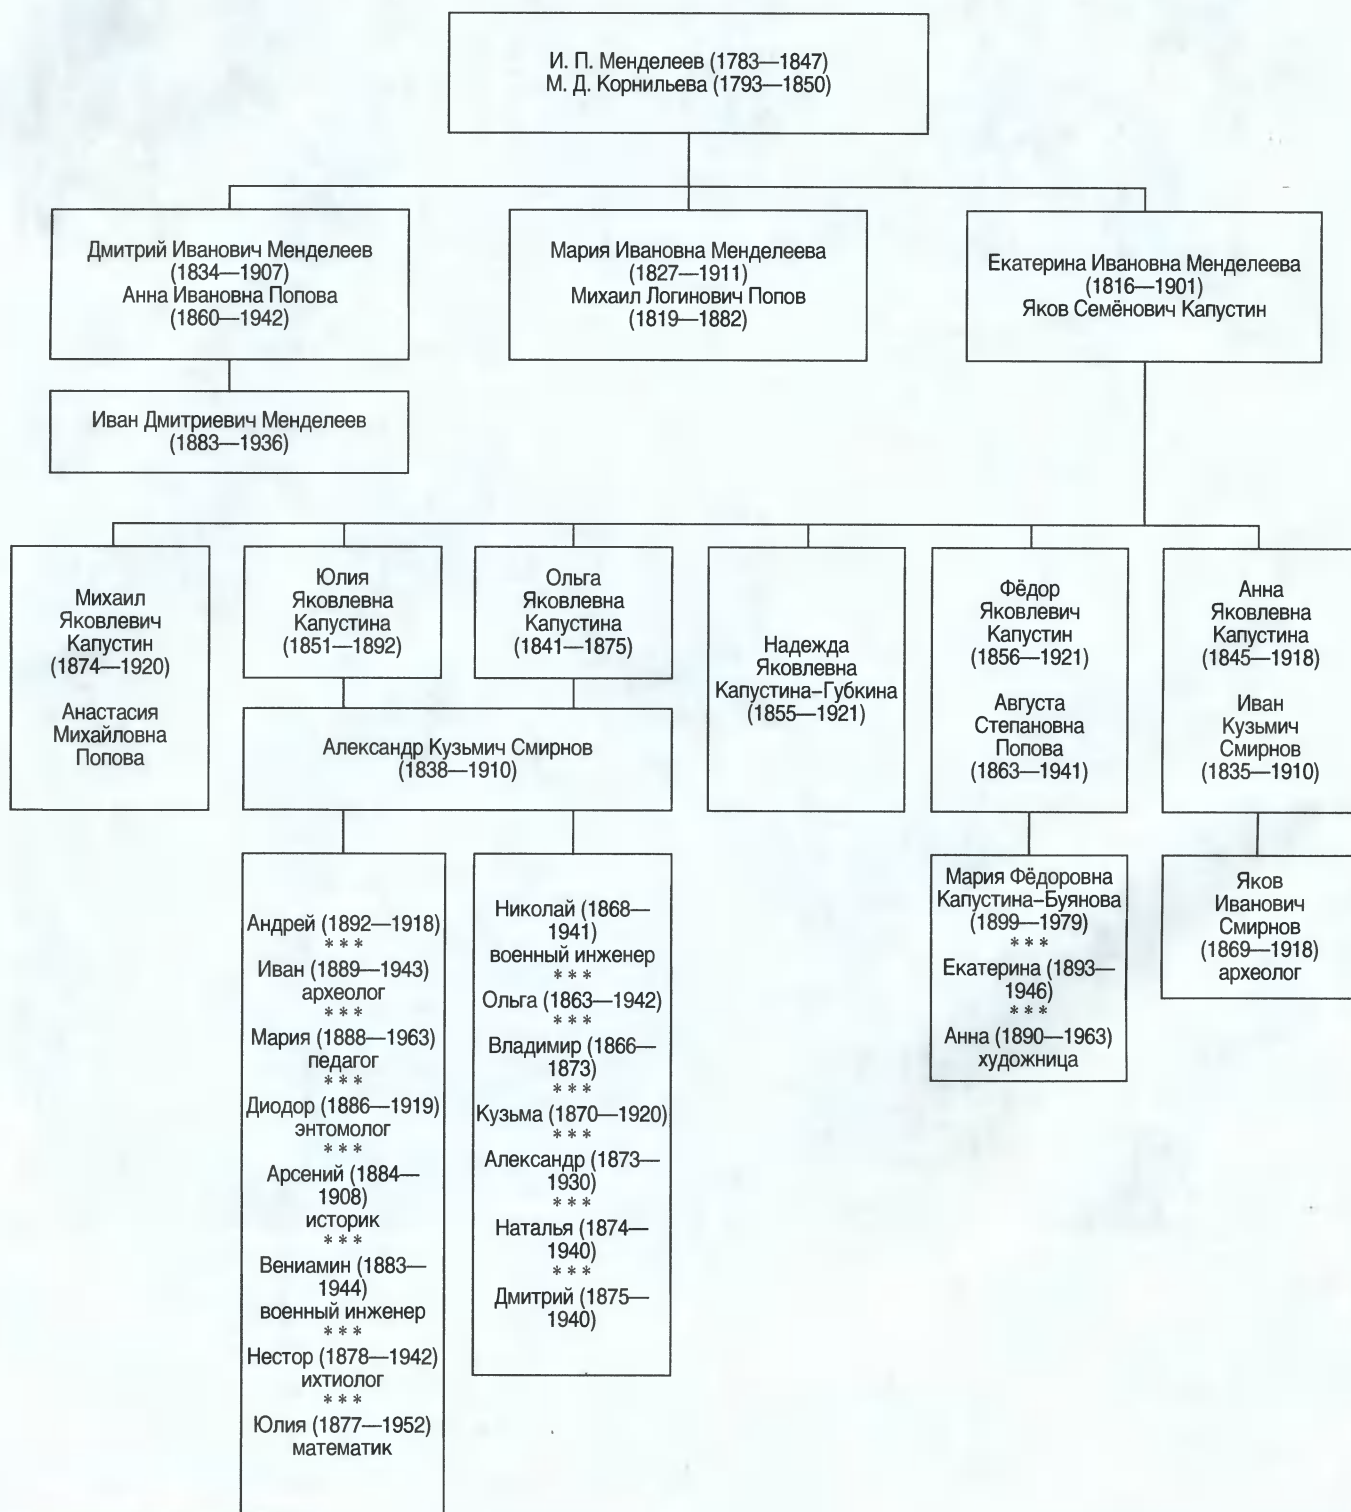 И. П. Менделеев (1783—1847)
М. Д. Корнильева (1793—1850)
Дмитрий Иванович Менделеев
(1834—1907)
Анна Ивановна Попова
(1860—1942)
Мария Ивановна Менделеева
(1827—1911)
Михаил Логинович Попов
(1819—1882)
Екатерина Ивановна Менделеева
(1816—1901)
Яков Семёнович Капустин
Иван Дмитриевич Менделеев
(1883—1936)
Михаил
Яковлевич
Капустин
(1874—1920)
Анастасия
Михайловна
Попова
Юлия
Яковлевна
Капустина
(1851—1892)
Ольга
Яковлевна
Капустина
(1841—1875)
Александр Кузьмич Смирнов
(1838—1910)
Надежда
Яковлевна
Капустина-Губкина
(1855—1921)
Фёдор
Яковлевич
Капустин
(1856—1921)
Августа
Степановна
Попова
(1863—1941)
Анна
Яковлевна
Капустина
(1845—1918)
Иван
Кузьмич
Смирнов
(1835—1910)
Андрей (1892—1918)
* * *
Иван (1889—1943)
археолог
* * *
Мария (1888—1963)
педагог
* * *
Диодор (1886—1919)
энтомолог
* * *
Арсений (1884—
1908)
историк
* * *
Вениамин (1883—
1944)
военный инженер
* * *
Нестор (1878—1942)
ихтиолог
* * *
Юлия (1877—1952)
математик
Николай (1868—
1941)
военный инженер
* * *
Ольга (1863—1942)
* * *
Владимир (1866—
1873)
* * *
Кузьма (1870—1920)
* * *
Александр (1873—
1930)
* * *
Наталья (1874—
1940)
* * *
Дмитрий (1875—
1940)
Мария Фёдоровна
Капустина-Буянова
(1899—1979)
* * *
Екатерина (1893—
1946)
* * *
Анна (1890—1963)
художница
Яков
Иванович
Смирнов
(1869—1918)
археолог